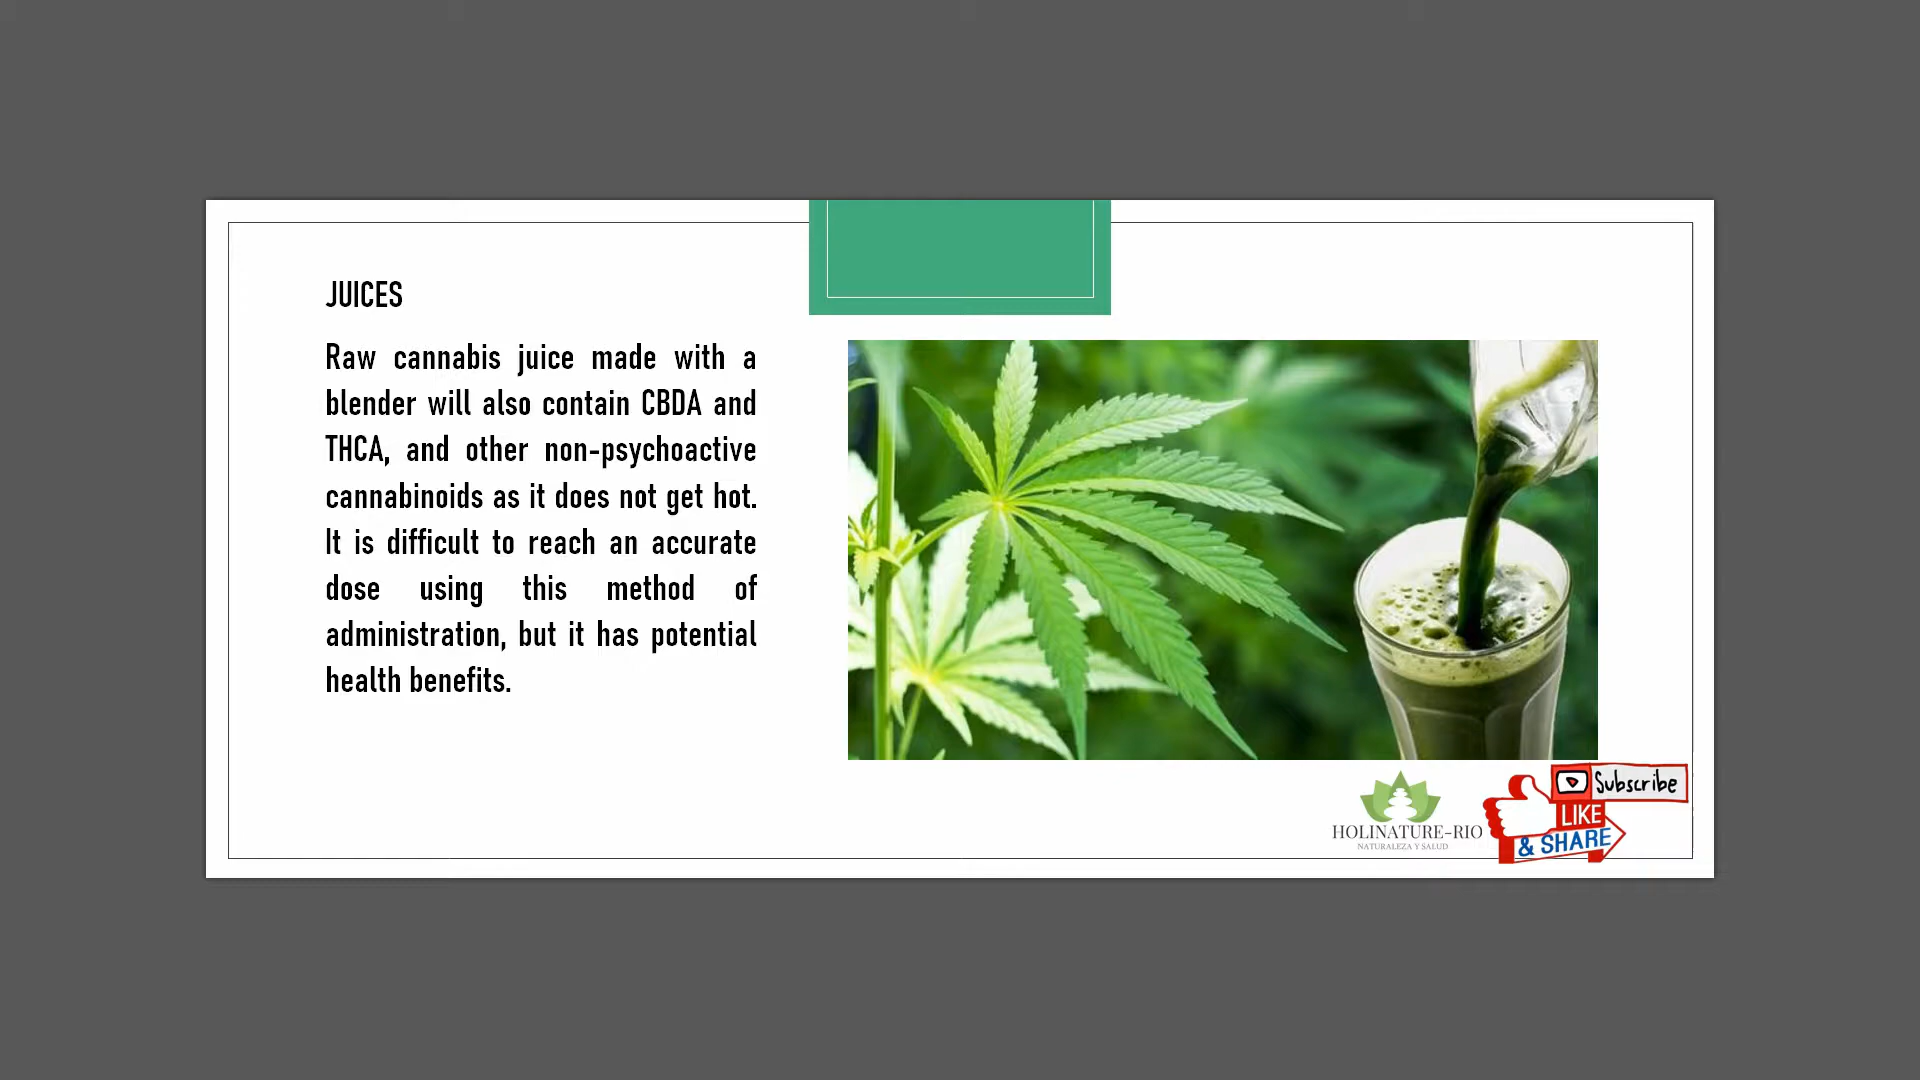 JUICES
Raw cannabis juice made with a
blender will also contain CBDA and
THCA, and other non-psychoactive
cannabinoids as it does not get hot.
It is difficult to reach an accurate
dose using this method of
administration, but it has potential
health benefits.
HOLINATURE-RIO
NATURALEZA Y SALUD
Subscribe
LIKE
& SHARE